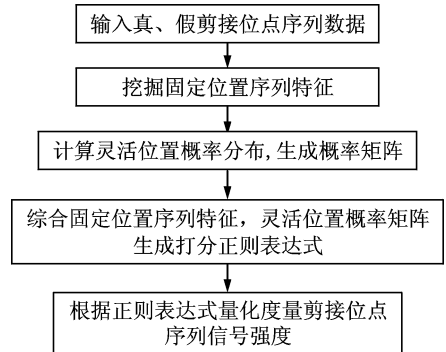 输入真、假剪接位点序列数据
挖掘固定位置序列特征
计算灵活位置概率分布,生成概率矩阵
综合固定位置序列特征，灵活位置概率矩阵
生成打分正则表达式
根据正则表达式量化度量剪接位点
序列信号强度